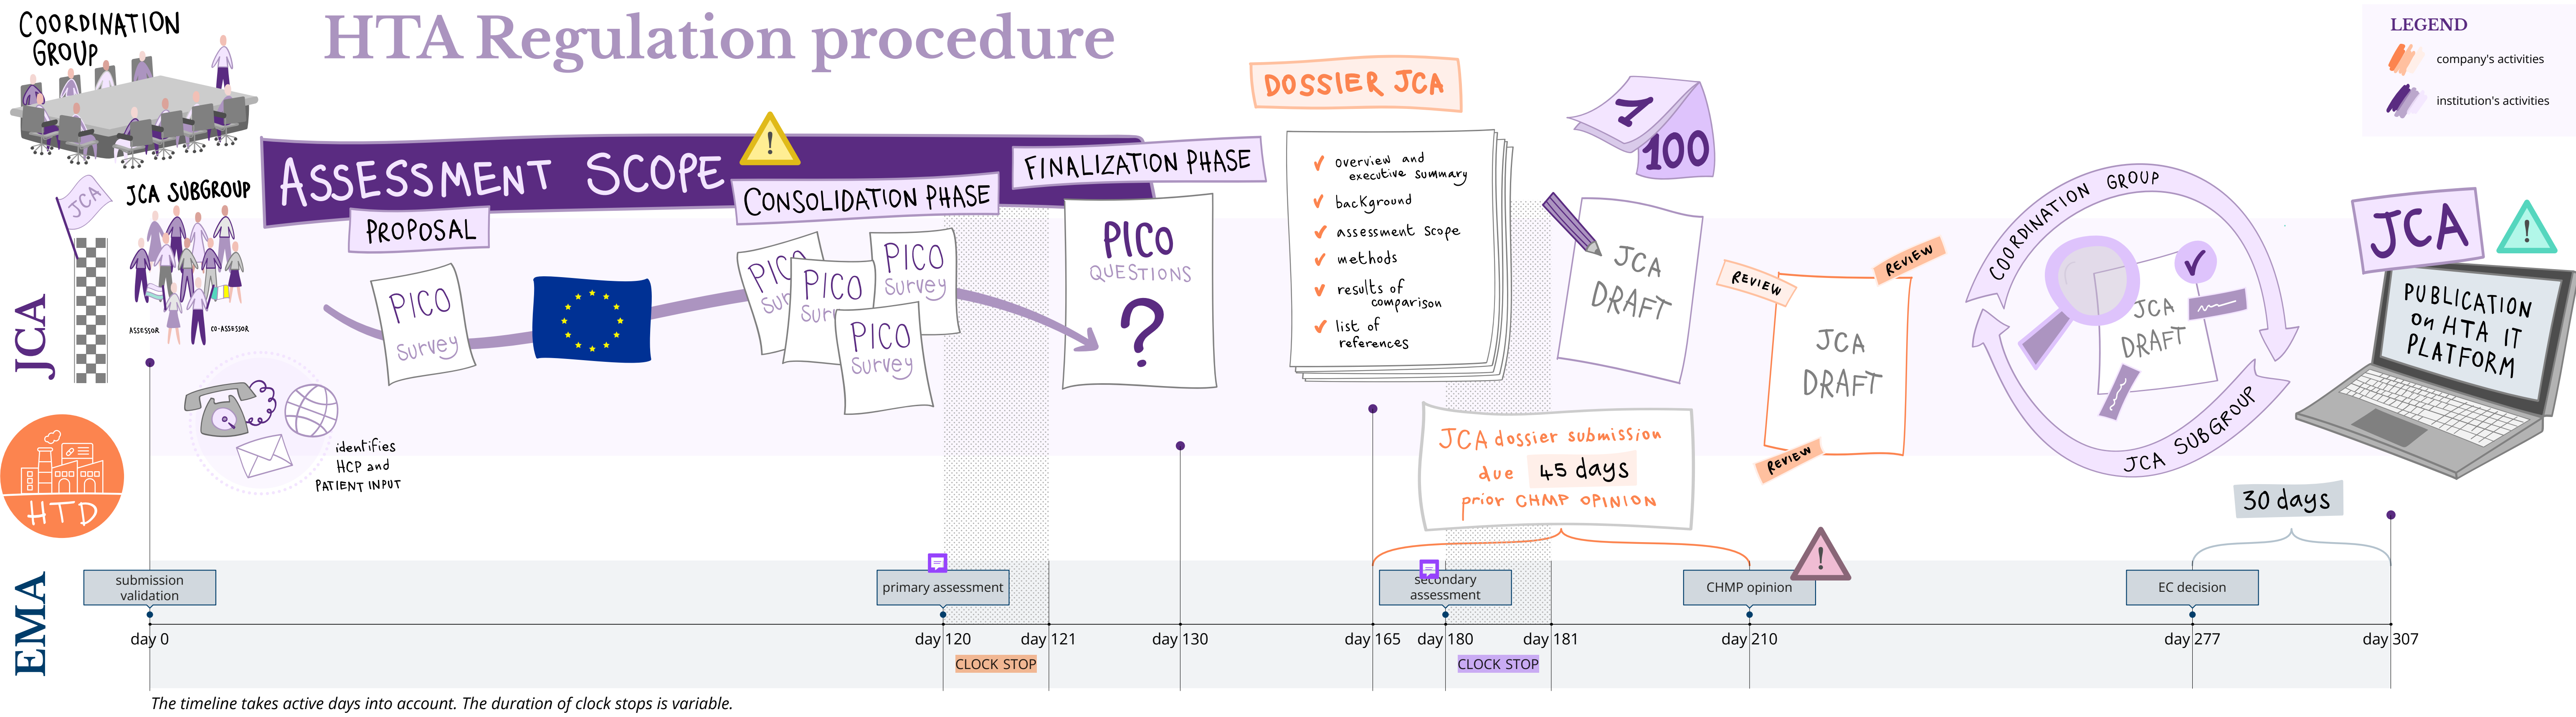 HTA Regulation procedure
COORDINATION
GROUP
LEGEND
company's activities
institution's activities
DOSSIER JCA
1
100
ASSESSMENT SCOPE
!
PROPOSAL
CONSOLIDATION PHASE
FINALIZATION PHASE
JCA
JCA SUBGROUP
ASSESSOR
CO-ASSESSOR
JCA
PICO
survey
PICO
Sur
PICO
Surv
PICO
Survey
PICO
Survey
PICO
QUESTIONS
?
overview and
executive summary
background
assessment scope
methods
results of
comparison
list of
references
JCA
DRAFT
REVIEW
REVIEW
JCA
DRAFT
REVIEW
COORDINATION GROUP
JCA
DRAFT
JCA SUBGROUP
JCA
!
PUBLICATION
on HTA IT
PLATFORM
identifies
HCP and
PATIENT INPUT
HTD
JCA dossier submission
due 45 days
prior CHMP OPINION
30 days
EMA
submission
validation
primary assessment
secondary
assessment
CHMP opinion
!
EC decision
day 0
day 120
day 121
day 130
day 165
day 180
day 181
day 210
day 277
day 307
CLOCK STOP
CLOCK STOP
The timeline takes active days into account. The duration of clock stops is variable.